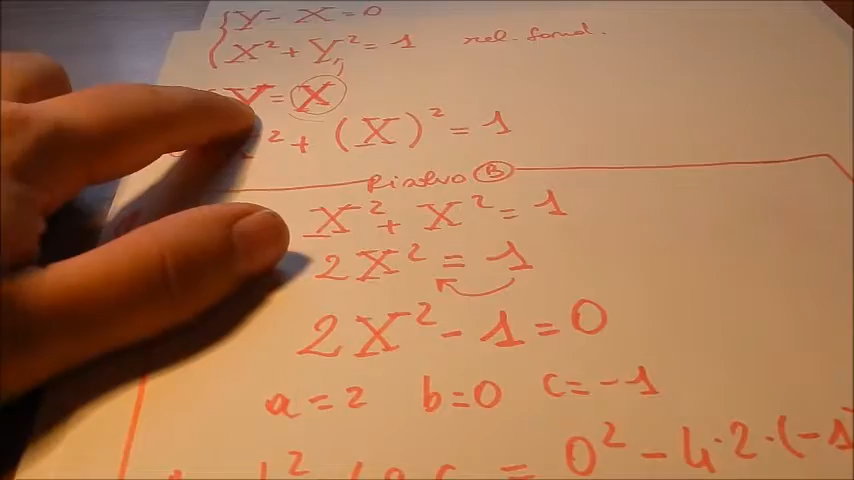 Y - X = 0
X² + Y² = 1 rel. fond.
Y = X
² + (X)² = 1
Risolvo B
X² + X² = 1
2X² = 1
2X² - 1 = 0
a = 2 b = 0 c = -1
= 0² - 4·2·(-1)